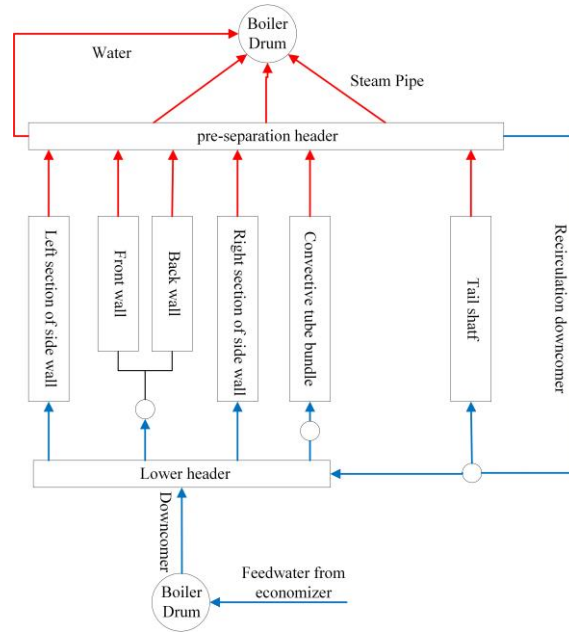 Boiler
Drum
Water
Steam Pipe
pre-separation header
Left section of side wall
Front wall
Back wall
Right section of side wall
Convective tube bundle
Tail shatf
Recirculation downcomer
Lower header
Downcomer
Feedwater from
economizer
Boiler
Drum